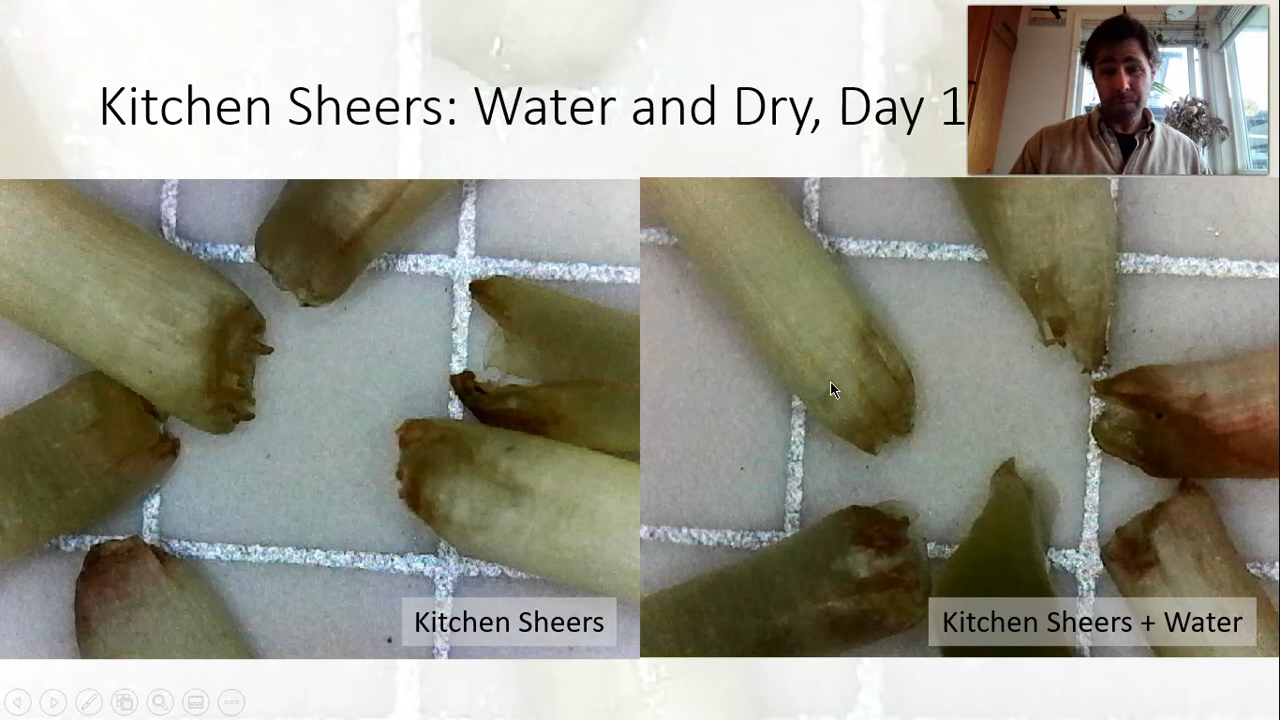 Kitchen Sheers: Water and Dry, Day 1
Kitchen Sheers
Kitchen Sheers + Water